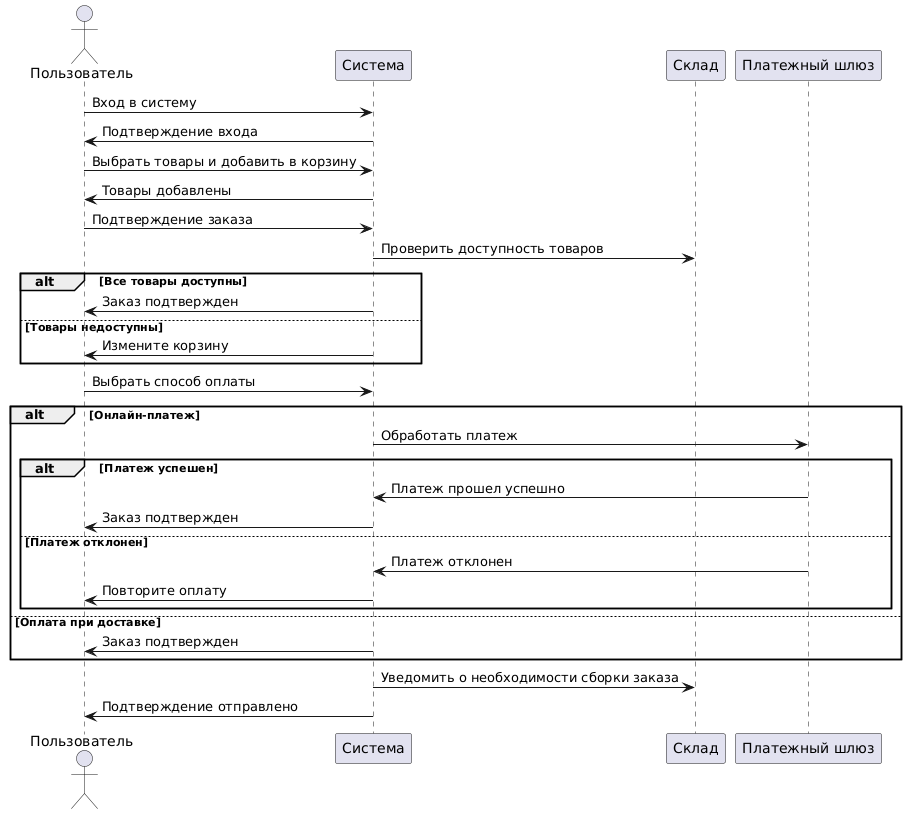 Пользователь
Система
Склад
Платежный шлюз
Вход в систему
Подтверждение входа
Выбрать товары и добавить в корзину
Товары добавлены
Подтверждение заказа
Проверить доступность товаров
alt
[Все товары доступны]
Заказ подтвержден
[Товары недоступны]
Измените корзину
Выбрать способ оплаты
alt
[Онлайн-платеж]
Обработать платеж
alt
[Платеж успешен]
Платеж прошел успешно
Заказ подтвержден
[Платеж отклонен]
Платеж отклонен
Повторите оплату
[Оплата при доставке]
Заказ подтвержден
Уведомить о необходимости сборки заказа
Подтверждение отправлено
Пользователь
Система
Склад
Платежный шлюз